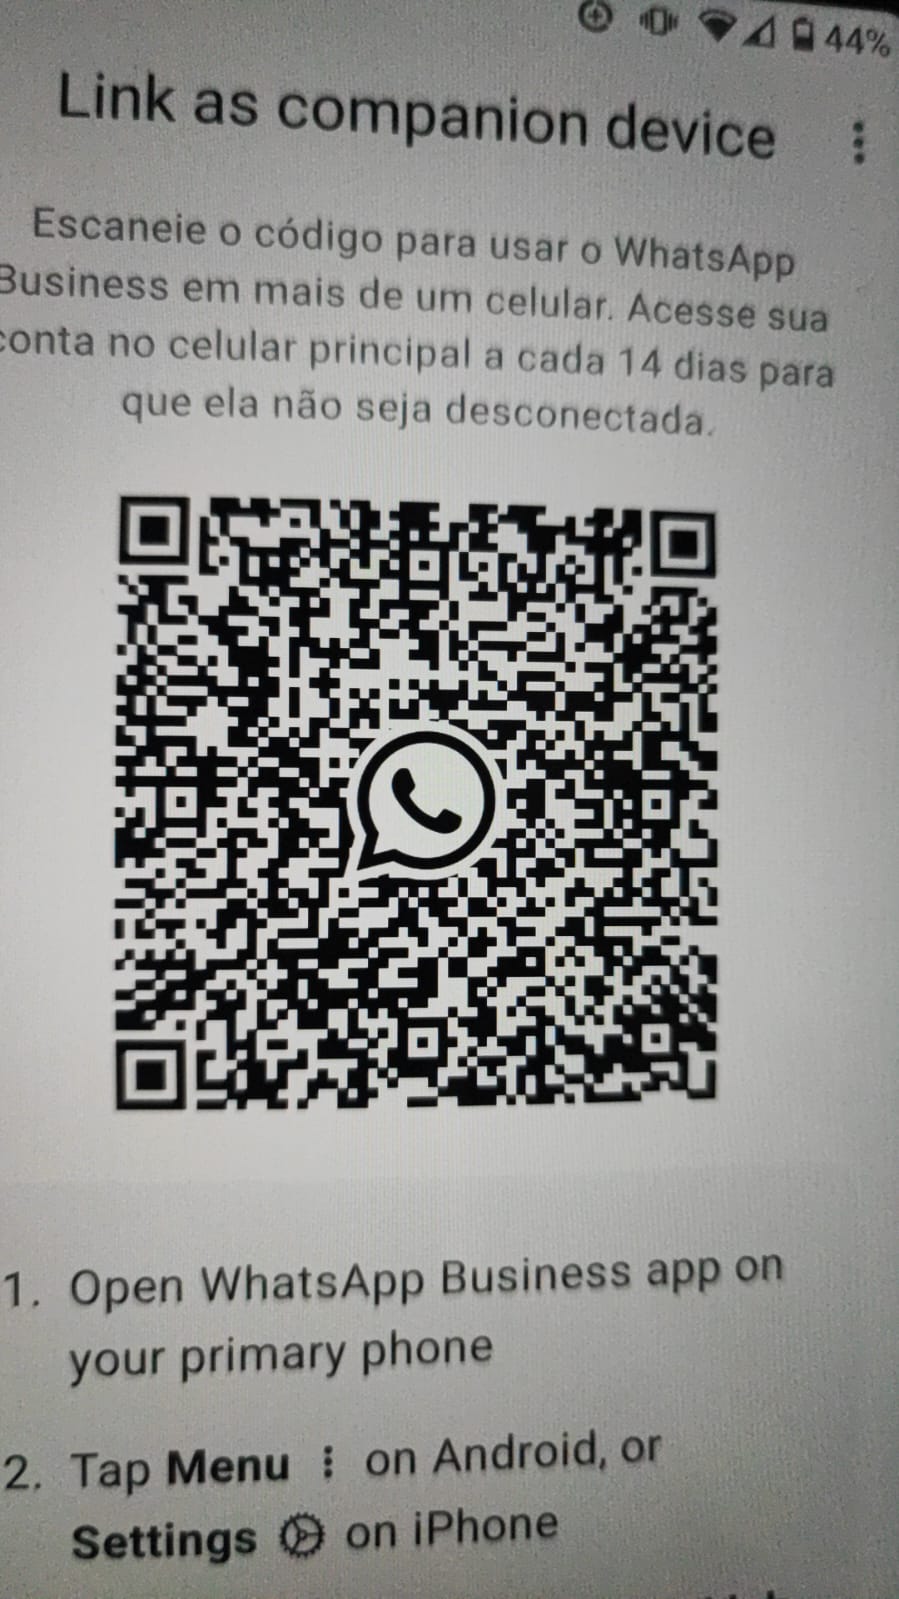 44%
Link as companion device
Escaneie o código para usar o WhatsApp
Business em mais de um celular. Acesse sua
conta no celular principal a cada 14 dias para
que ela não seja desconectada.
1. Open WhatsApp Business app on
your primary phone
2. Tap Menu ⋮ on Android, or
Settings on iPhone